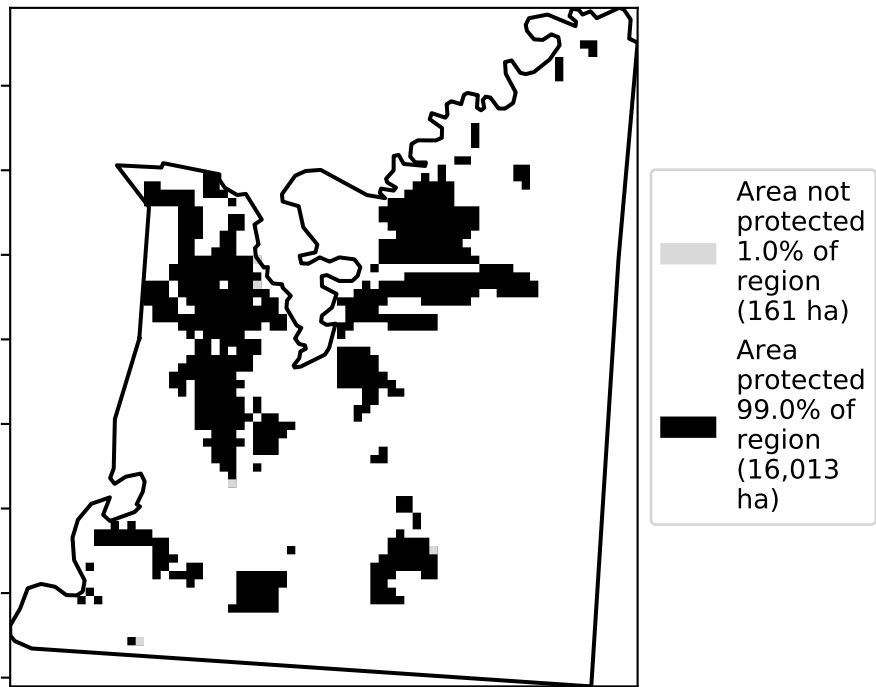 Area not
protected
1.0% of
region
(161 ha)
Area
protected
99.0% of
region
(16,013
ha)